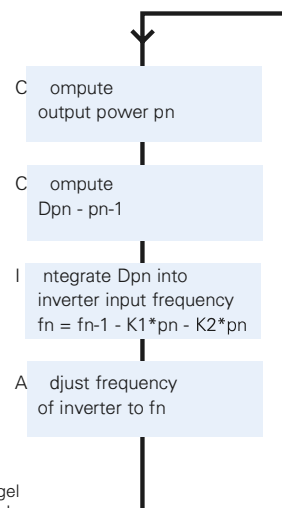 C ompute
output power pn
C ompute
Dpn - pn-1
I ntegrate Dpn into
inverter input frequency
fn = fn-1 - K1*pn - K2*pn
A djust frequency
of inverter to fn
gel